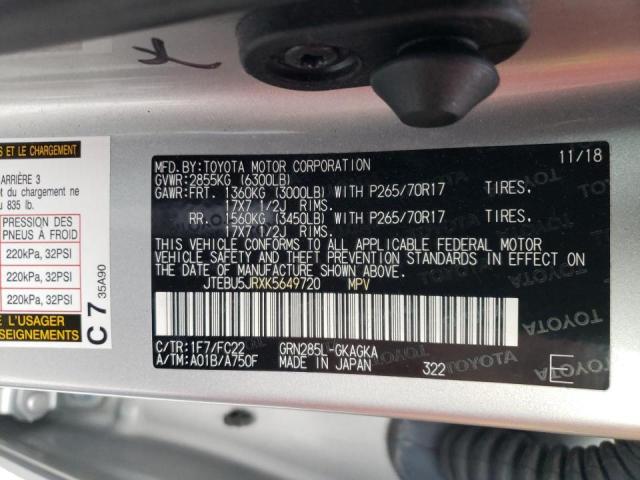 S ET LE CHARGEMENT
ARRIÈRE 3
et du chargement ne
u 835 lb.
PRESSION DES
PNEUS A FROID
220kPa, 32PSI
220kPa, 32PSI
220kPa, 32PSI
L'USAGER
SEIGNEMENTS
C 7 35A90
MFD.BY:TOYOTA MOTOR CORPORATION 11/18
GVWR:2855KG (6300LB)
GAWR:FRT. 1360KG (3000LB) WITH P265/70R17 TIRES.
17X7 1/2J RIMS.
RR. 1560KG (3450LB) WITH P265/70R17 TIRES.
17X7 1/2J RIMS.
THIS VEHICLE CONFORMS TO ALL APPLICABLE FEDERAL MOTOR
VEHICLE SAFETY AND THEFT PREVENTION STANDARDS IN EFFECT ON
THE DATE OF MANUFACTURE SHOWN ABOVE.
JTEBU5JRXK5649720 MPV
C/TR:1F7/FC22 GRN285L-GKAGKA
A/TM:A01B/A750F MADE IN JAPAN 322 E